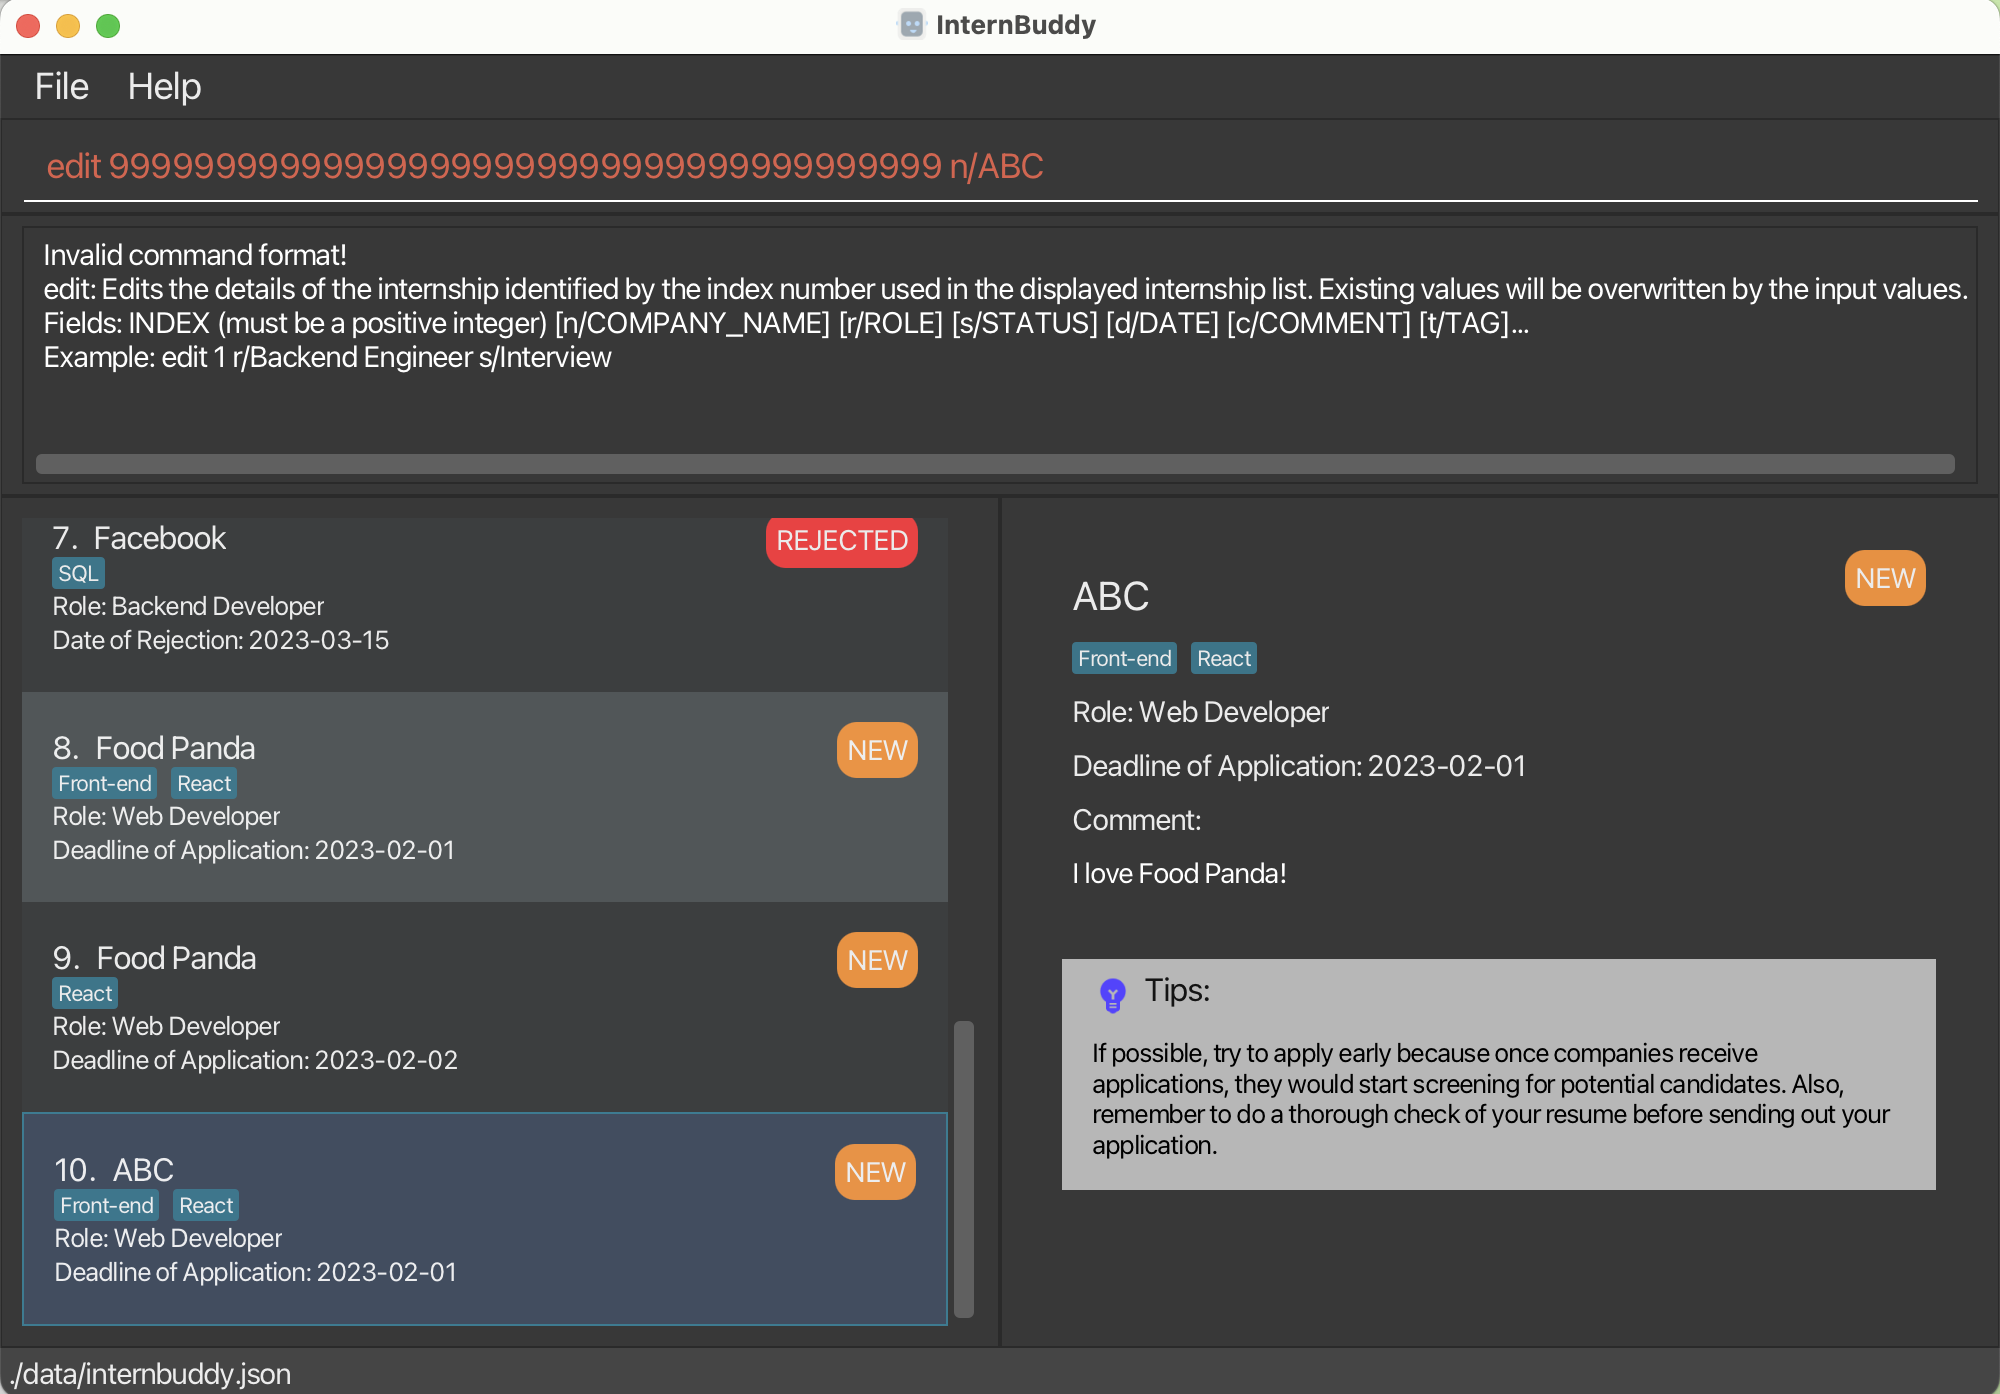 InternBuddy
File Help
edit 999999999999999999999999999999999999999 n/ABC
Invalid command format!
edit: Edits the details of the internship identified by the index number used in the displayed internship list. Existing values will be overwritten by the input values.
Fields: INDEX (must be a positive integer) [n/COMPANY_NAME] [r/ROLE] [s/STATUS] [d/DATE] [c/COMMENT] [t/TAG]...
Example: edit 1 r/Backend Engineer s/Interview
7. Facebook
REJECTED
SQL
Role: Backend Developer
Date of Rejection: 2023-03-15
8. Food Panda
NEW
Front-end React
Role: Web Developer
Deadline of Application: 2023-02-01
9. Food Panda
NEW
React
Role: Web Developer
Deadline of Application: 2023-02-02
10. ABC
NEW
Front-end React
Role: Web Developer
Deadline of Application: 2023-02-01
ABC
NEW
Front-end React
Role: Web Developer
Deadline of Application: 2023-02-01
Comment:
I love Food Panda!
Tips:
If possible, try to apply early because once companies receive
applications, they would start screening for potential candidates. Also,
remember to do a thorough check of your resume before sending out your
application.
./data/internbuddy.json